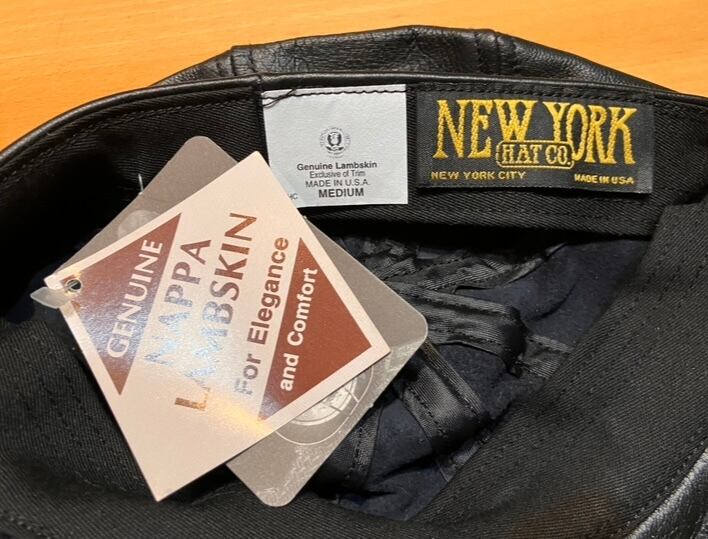 Genuine Lambskin
Exclusive of Trim
MADE IN U.S.A.
MEDIUM
NEW YORK
HAT CO.
NEW YORK CITY
MADE IN USA
GENUINE
NAPPA
LAMBSKIN
For Elegance
and Comfort